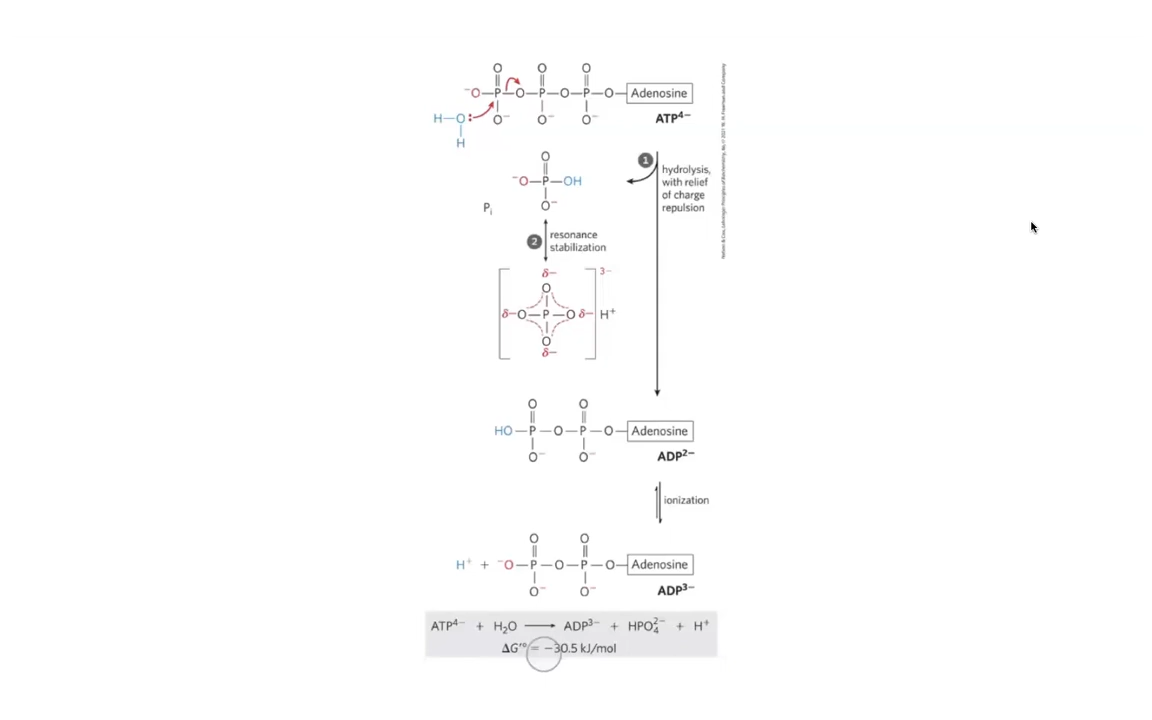 O O O
⁻O—P—O—P—O—P—O—Adenosine
H—O: O⁻ O⁻ O⁻ ATP⁴⁻
H
O
⁻O—P—OH
O⁻
Pᵢ
1 hydrolysis,
with relief
of charge
repulsion
2 resonance
stabilization
δ− 3−
O
δ−O—P—O δ− H⁺
O
δ−
O O
HO—P—O—P—O—Adenosine
O⁻ O⁻ ADP²⁻
ionization
O O
H⁺ + ⁻O—P—O—P—O—Adenosine
O⁻ O⁻ ADP³⁻
ATP⁴⁻ + H₂O ⟶ ADP³⁻ + HPO₄²⁻ + H⁺
ΔG′° = −30.5 kJ/mol